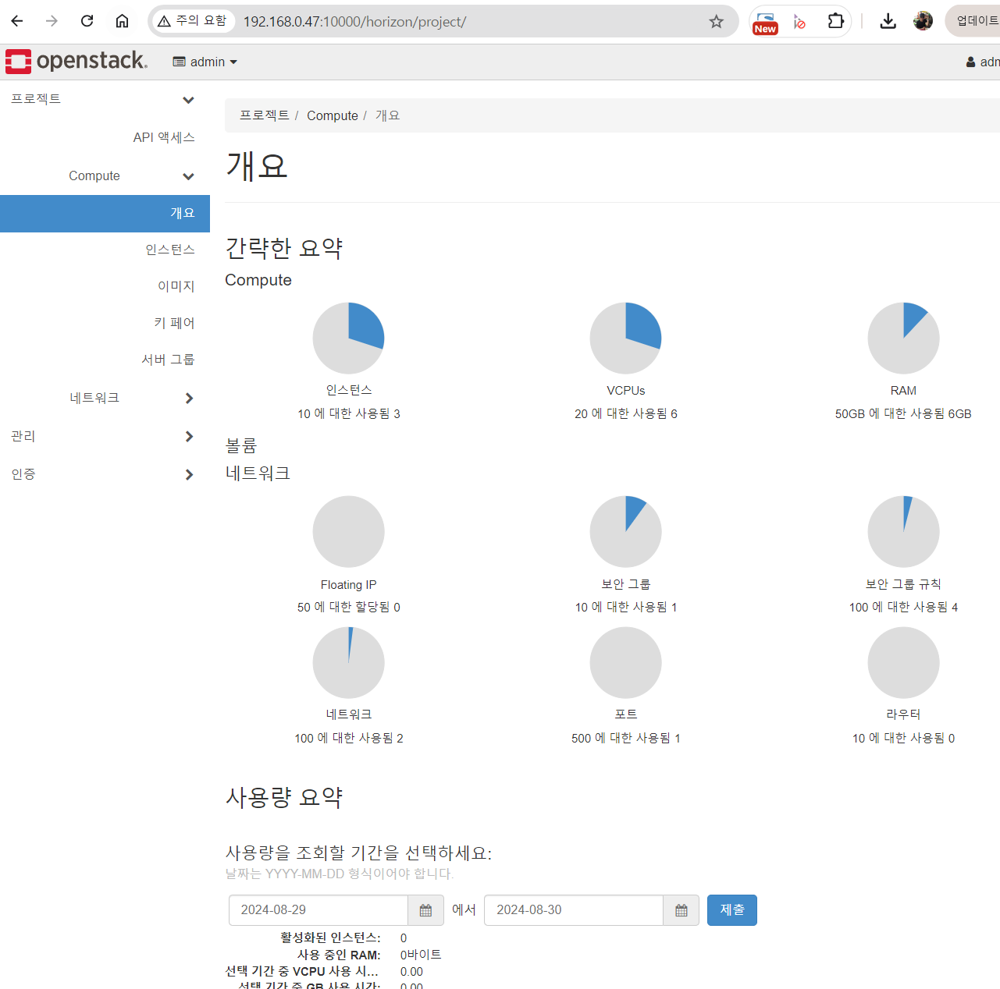 주의 요함
192.168.0.47:10000/horizon/project/
New
업데이트
openstack.
admin
adm
프로젝트
API 액세스
Compute
개요
인스턴스
이미지
키 페어
서버 그룹
네트워크
관리
인증
프로젝트 / Compute / 개요
개요
간략한 요약
Compute
인스턴스
10 에 대한 사용됨 3
VCPUs
20 에 대한 사용됨 6
RAM
50GB 에 대한 사용됨 6GB
볼륨
네트워크
Floating IP
50 에 대한 할당됨 0
보안 그룹
10 에 대한 사용됨 1
보안 그룹 규칙
100 에 대한 사용됨 4
네트워크
100 에 대한 사용됨 2
포트
500 에 대한 사용됨 1
라우터
10 에 대한 사용됨 0
사용량 요약
사용량을 조회할 기간을 선택하세요:
날짜는 YYYY-MM-DD 형식이어야 합니다.
2024-08-29 에서 2024-08-30 제출
활성화된 인스턴스: 0
사용 중인 RAM: 0바이트
선택 기간 중 VCPU 사용 시... 0.00
선택 기간 중 GB 사용 시간: 0.00